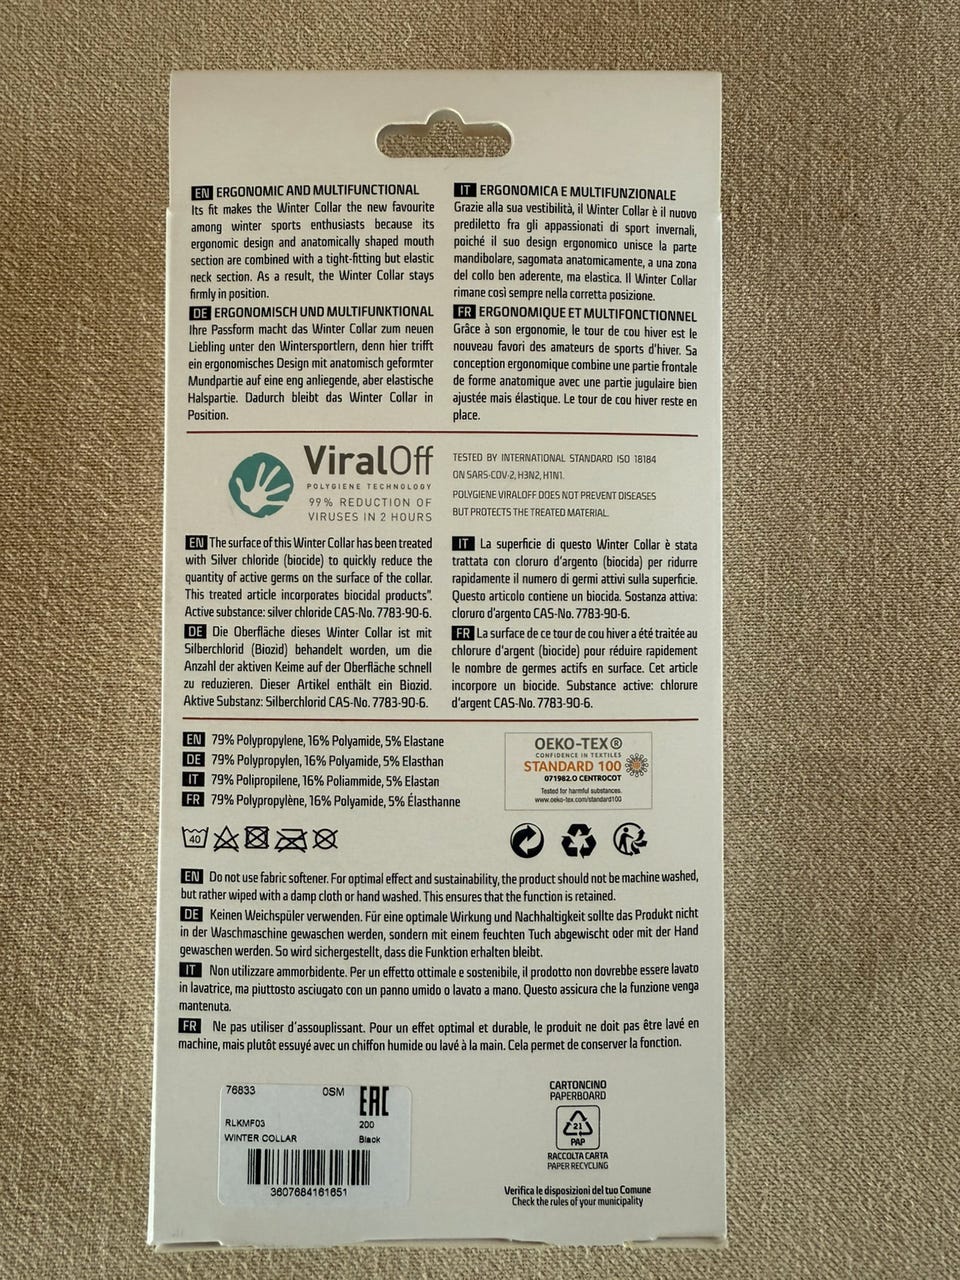 EN ERGONOMIC AND MULTIFUNCTIONAL
Its fit makes the Winter Collar the new favourite
among winter sports enthusiasts because its
ergonomic design and anatomically shaped mouth
section are combined with a tight-fitting but elastic
neck section. As a result, the Winter Collar stays
firmly in position.
DE ERGONOMISCH UND MULTIFUNKTIONAL
Ihre Passform macht das Winter Collar zum neuen
Liebling unter den Wintersportlern, denn hier trifft
ein ergonomisches Design mit anatomisch geformter
Mundpartie auf eine eng anliegende, aber elastische
Halspartie. Dadurch bleibt das Winter Collar in
Position.
IT ERGONOMICA E MULTIFUNZIONALE
Grazie alla sua vestibilità, il Winter Collar è il nuovo
prediletto fra gli appassionati di sport invernali,
poiché il suo design ergonomico unisce la parte
mandibolare, sagomata anatomicamente, a una zona
del collo ben aderente, ma elastica. Il Winter Collar
rimane così sempre nella corretta posizione.
FR ERGONOMIQUE ET MULTIFONCTIONNEL
Grâce à son ergonomie, le tour de cou hiver est le
nouveau favori des amateurs de sports d'hiver. Sa
conception ergonomique combine une partie frontale
de forme anatomique avec une partie jugulaire bien
ajustée mais élastique. Le tour de cou hiver reste en
place.
ViralOff
POLYGIENE TECHNOLOGY
99% REDUCTION OF
VIRUSES IN 2 HOURS
TESTED BY INTERNATIONAL STANDARD ISO 18184
ON SARS-COV-2, H3N2, H1N1.
POLYGIENE VIRALOFF DOES NOT PREVENT DISEASES
BUT PROTECTS THE TREATED MATERIAL.
EN The surface of this Winter Collar has been treated
with Silver chloride (biocide) to quickly reduce the
quantity of active germs on the surface of the collar.
This treated article incorporates biocidal products".
Active substance: silver chloride CAS-No. 7783-90-6.
DE Die Oberfläche dieses Winter Collar ist mit
Silberchlorid (Biozid) behandelt worden, um die
Anzahl der aktiven Keime auf der Oberfläche schnell
zu reduzieren. Dieser Artikel enthält ein Biozid.
Aktive Substanz: Silberchlorid CAS-No. 7783-90-6.
IT La superficie di questo Winter Collar è stata
trattata con cloruro d'argento (biocida) per ridurre
rapidamente il numero di germi attivi sulla superficie.
Questo articolo contiene un biocida. Sostanza attiva:
cloruro d'argento CAS-No. 7783-90-6.
FR La surface de ce tour de cou hiver a été traitée au
chlorure d'argent (biocide) pour réduire rapidement
le nombre de germes actifs en surface. Cet article
incorpore un biocide. Substance active: chlorure
d'argent CAS-No. 7783-90-6.
EN 79% Polypropylene, 16% Polyamide, 5% Elastane
DE 79% Polypropylen, 16% Polyamide, 5% Elasthan
IT 79% Polipropilene, 16% Poliammide, 5% Elastan
FR 79% Polypropylène, 16% Polyamide, 5% Élasthanne
OEKO-TEX®
CONFIDENCE IN TEXTILES
STANDARD 100
071982.O CENTROCOT
Tested for harmful substances.
www.oeko-tex.com/standard100
40
EN Do not use fabric softener. For optimal effect and sustainability, the product should not be machine washed,
but rather wiped with a damp cloth or hand washed. This ensures that the function is retained.
DE Keinen Weichspüler verwenden. Für eine optimale Wirkung und Nachhaltigkeit sollte das Produkt nicht
in der Waschmaschine gewaschen werden, sondern mit einem feuchten Tuch abgewischt oder mit der Hand
gewaschen werden. So wird sichergestellt, dass die Funktion erhalten bleibt.
IT Non utilizzare ammorbidente. Per un effetto ottimale e sostenibile, il prodotto non dovrebbe essere lavato
in lavatrice, ma piuttosto asciugato con un panno umido o lavato a mano. Questo assicura che la funzione venga
mantenuta.
FR Ne pas utiliser d'assouplissant. Pour un effet optimal et durable, le produit ne doit pas être lavé en
machine, mais plutôt essuyé avec un chiffon humide ou lavé à la main. Cela permet de conserver la fonction.
76833 0SM EAC
RLKMF03 200
WINTER COLLAR Black
3607684161651
CARTONCINO
PAPERBOARD
21
PAP
RACCOLTA CARTA
PAPER RECYCLING
Verifica le disposizioni del tuo Comune
Check the rules of your municipality